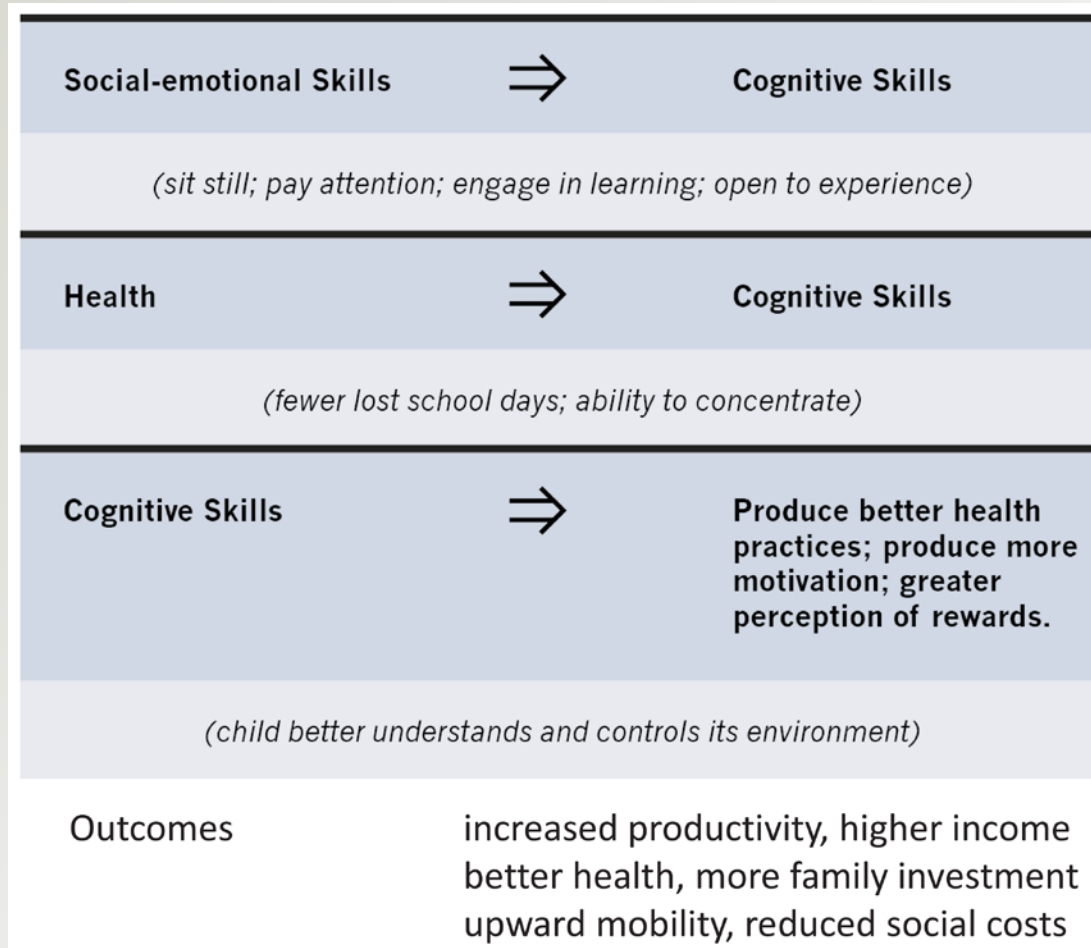 Social-emotional Skills ⇒ Cognitive Skills
(sit still; pay attention; engage in learning; open to experience)
Health ⇒ Cognitive Skills
(fewer lost school days; ability to concentrate)
Cognitive Skills ⇒ Produce better health
practices; produce more
motivation; greater
perception of rewards.
(child better understands and controls its environment)
Outcomes increased productivity, higher income
better health, more family investment
upward mobility, reduced social costs